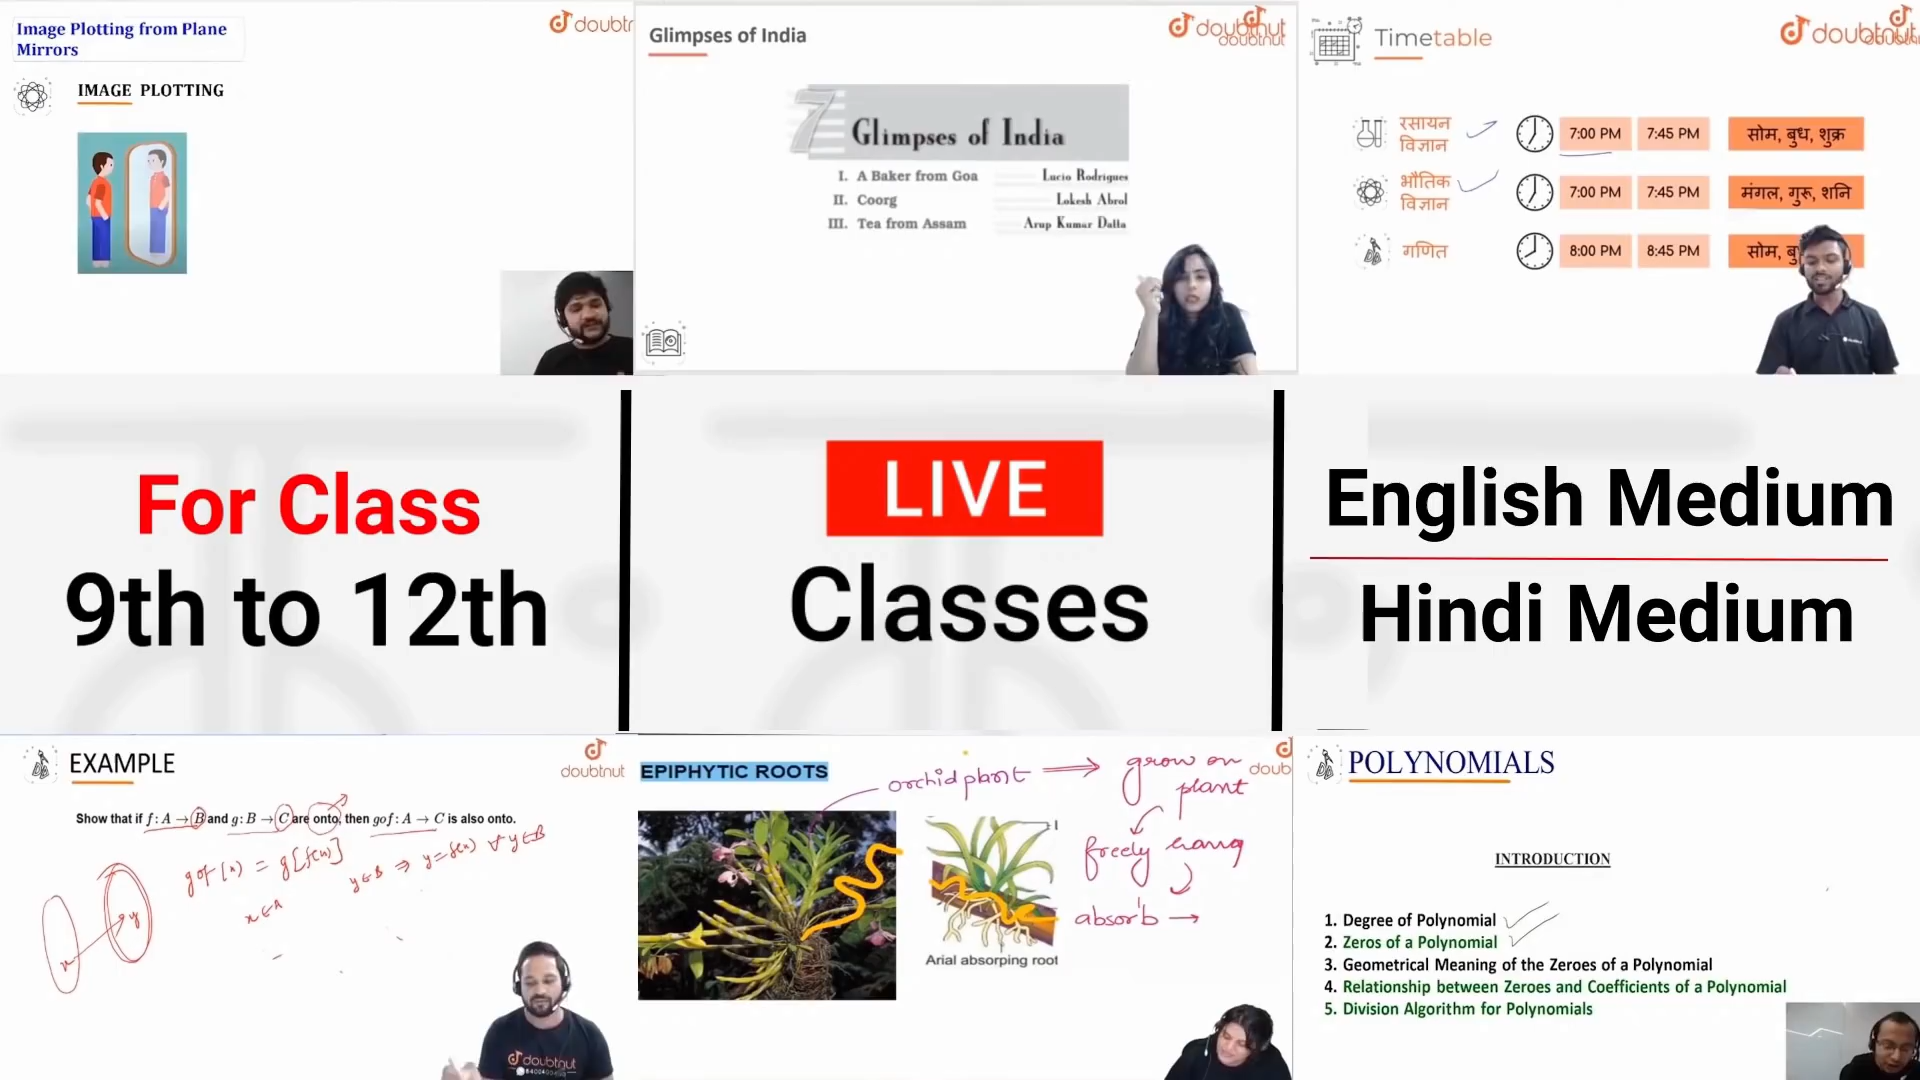 Image Plotting from Plane
Mirrors
IMAGE PLOTTING
Glimpses of India
doubtnut
doubtnut
7
Glimpses of India
I. A Baker from Goa Lucio Rodrigues
II. Coorg Lokesh Abrol
III. Tea from Assam Arup Kumar Datta
Timetable
रसायन
विज्ञान
7:00 PM 7:45 PM सोम, बुध, शुक्र
भौतिक
विज्ञान
7:00 PM 7:45 PM मंगल, गुरू, शनि
गणित 8:00 PM 8:45 PM सोम,
For Class
9th to 12th
LIVE
Classes
English Medium
Hindi Medium
EXAMPLE
doubtnut
Show that if f : A → B and g : B → C are onto, then gof : A → C is also onto.
gof(x) = g[f(x)]
y∈B ⇒ y=f(x) ∀ y∈B
x∈A
x
y
doubtnut
EPIPHYTIC ROOTS
orchid plant ⇒ grow on
plant
freely hang
absorb →
Arial absorping root
doub
POLYNOMIALS
INTRODUCTION
1. Degree of Polynomial
2. Zeros of a Polynomial
3. Geometrical Meaning of the Zeroes of a Polynomial
4. Relationship between Zeroes and Coefficients of a Polynomial
5. Division Algorithm for Polynomials